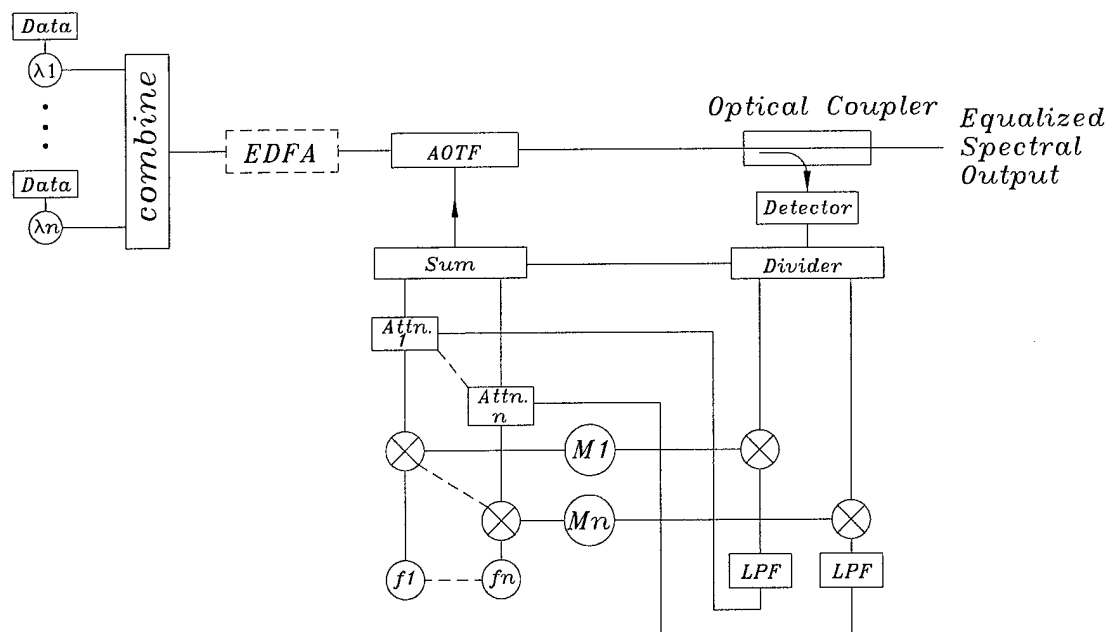 Data
λ1
Data
λn
combine
EDFA
AOTF
Optical Coupler
Equalized
Spectral
Output
Detector
Sum
Divider
Attn.
1
Attn.
n
M1
Mn
f1
fn
LPF
LPF